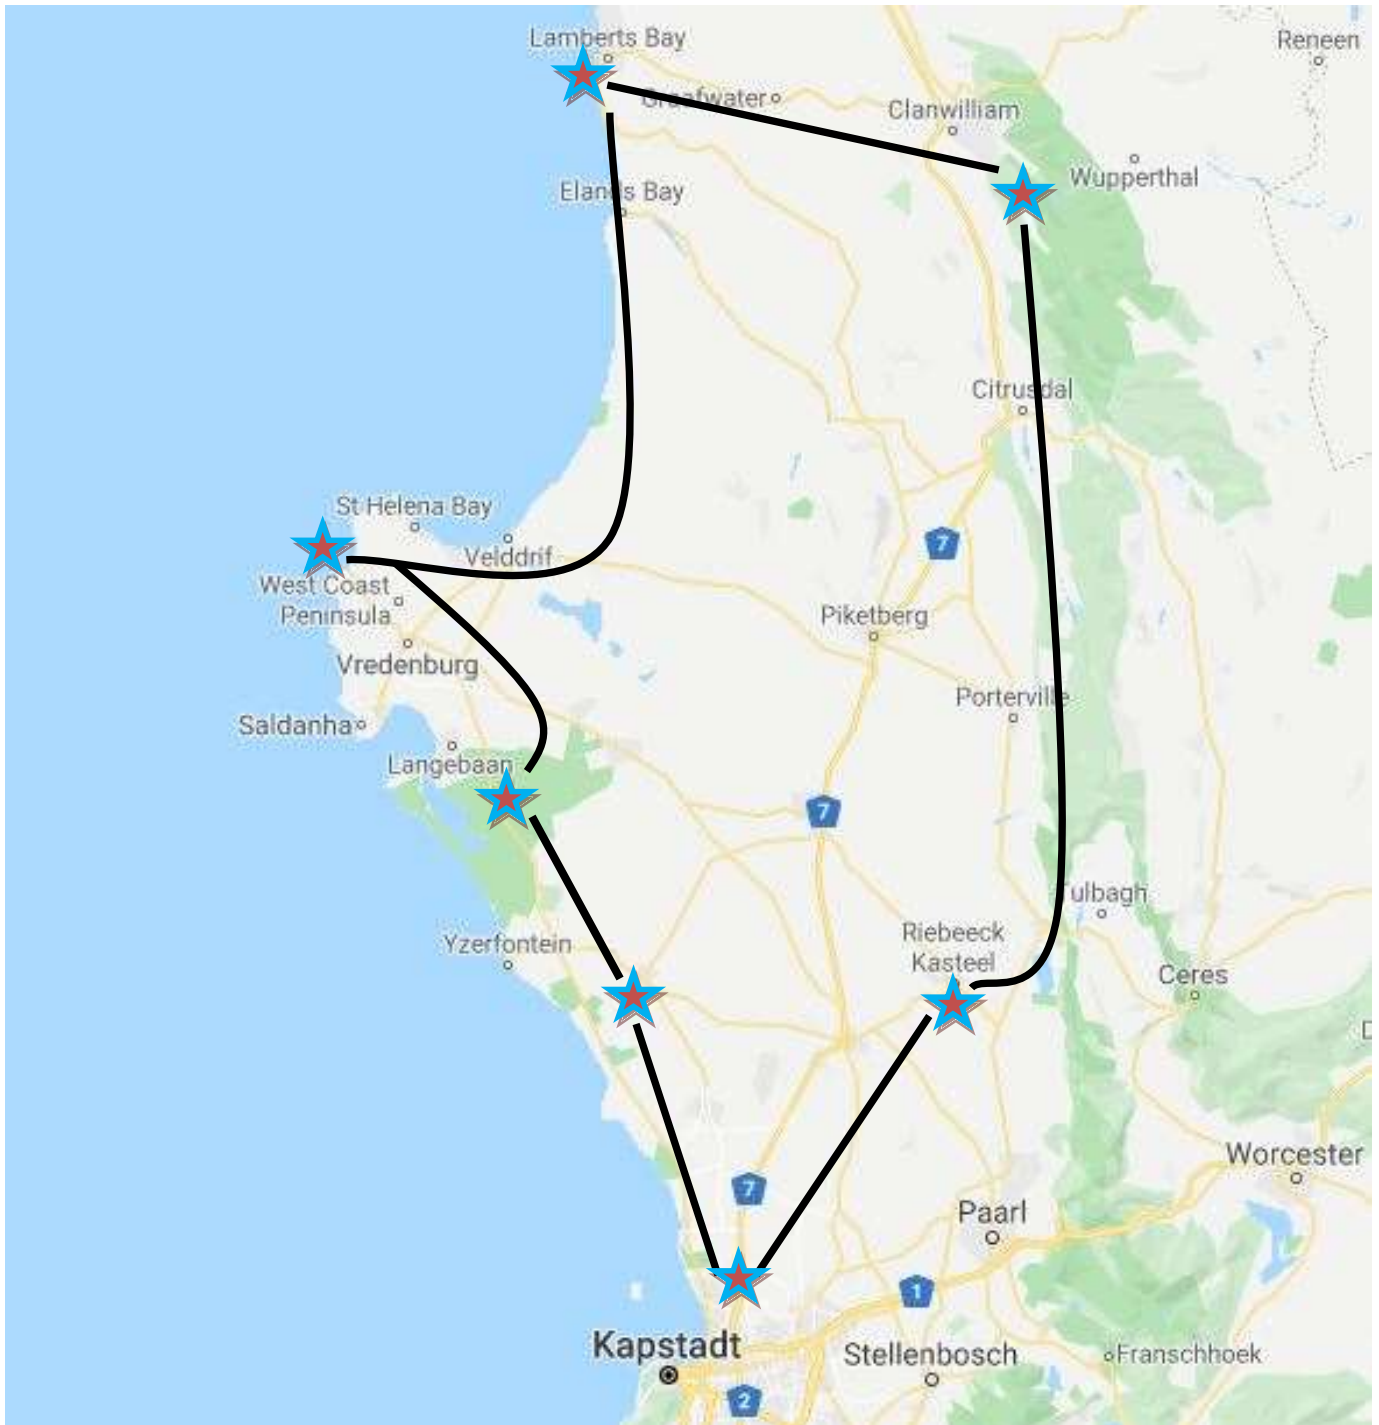 Lamberts Bay
Reneen
Graafwater
Clanwilliam
Wupperthal
Elands Bay
Citrusdal
St Helena Bay
7
Velddrif
West Coast
Peninsula
Piketberg
Vredenburg
Porterville
Saldanha
Langebaan
7
Tulbagh
Riebeeck
Kasteel
Yzerfontein
Ceres
D
Worcester
7
Paarl
1
Kapstadt
Stellenbosch
Franschhoek
2